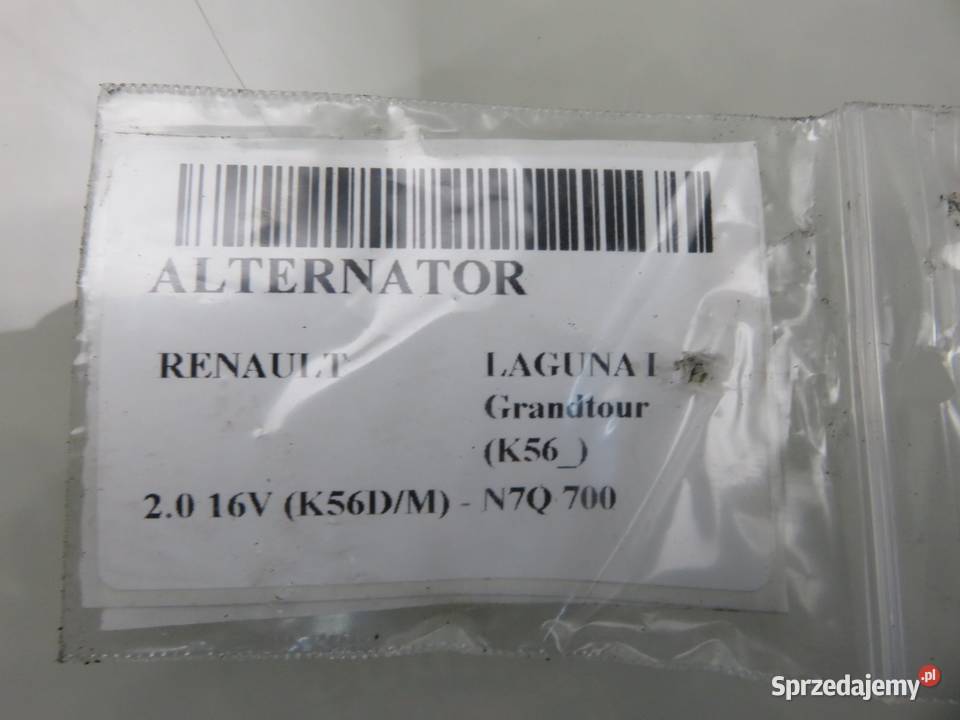 ALTERNATOR
RENAULT LAGUNA I
Grandtour
(K56_)
2.0 16V (K56D/M) - N7Q 700
Sprzedajemy.pl